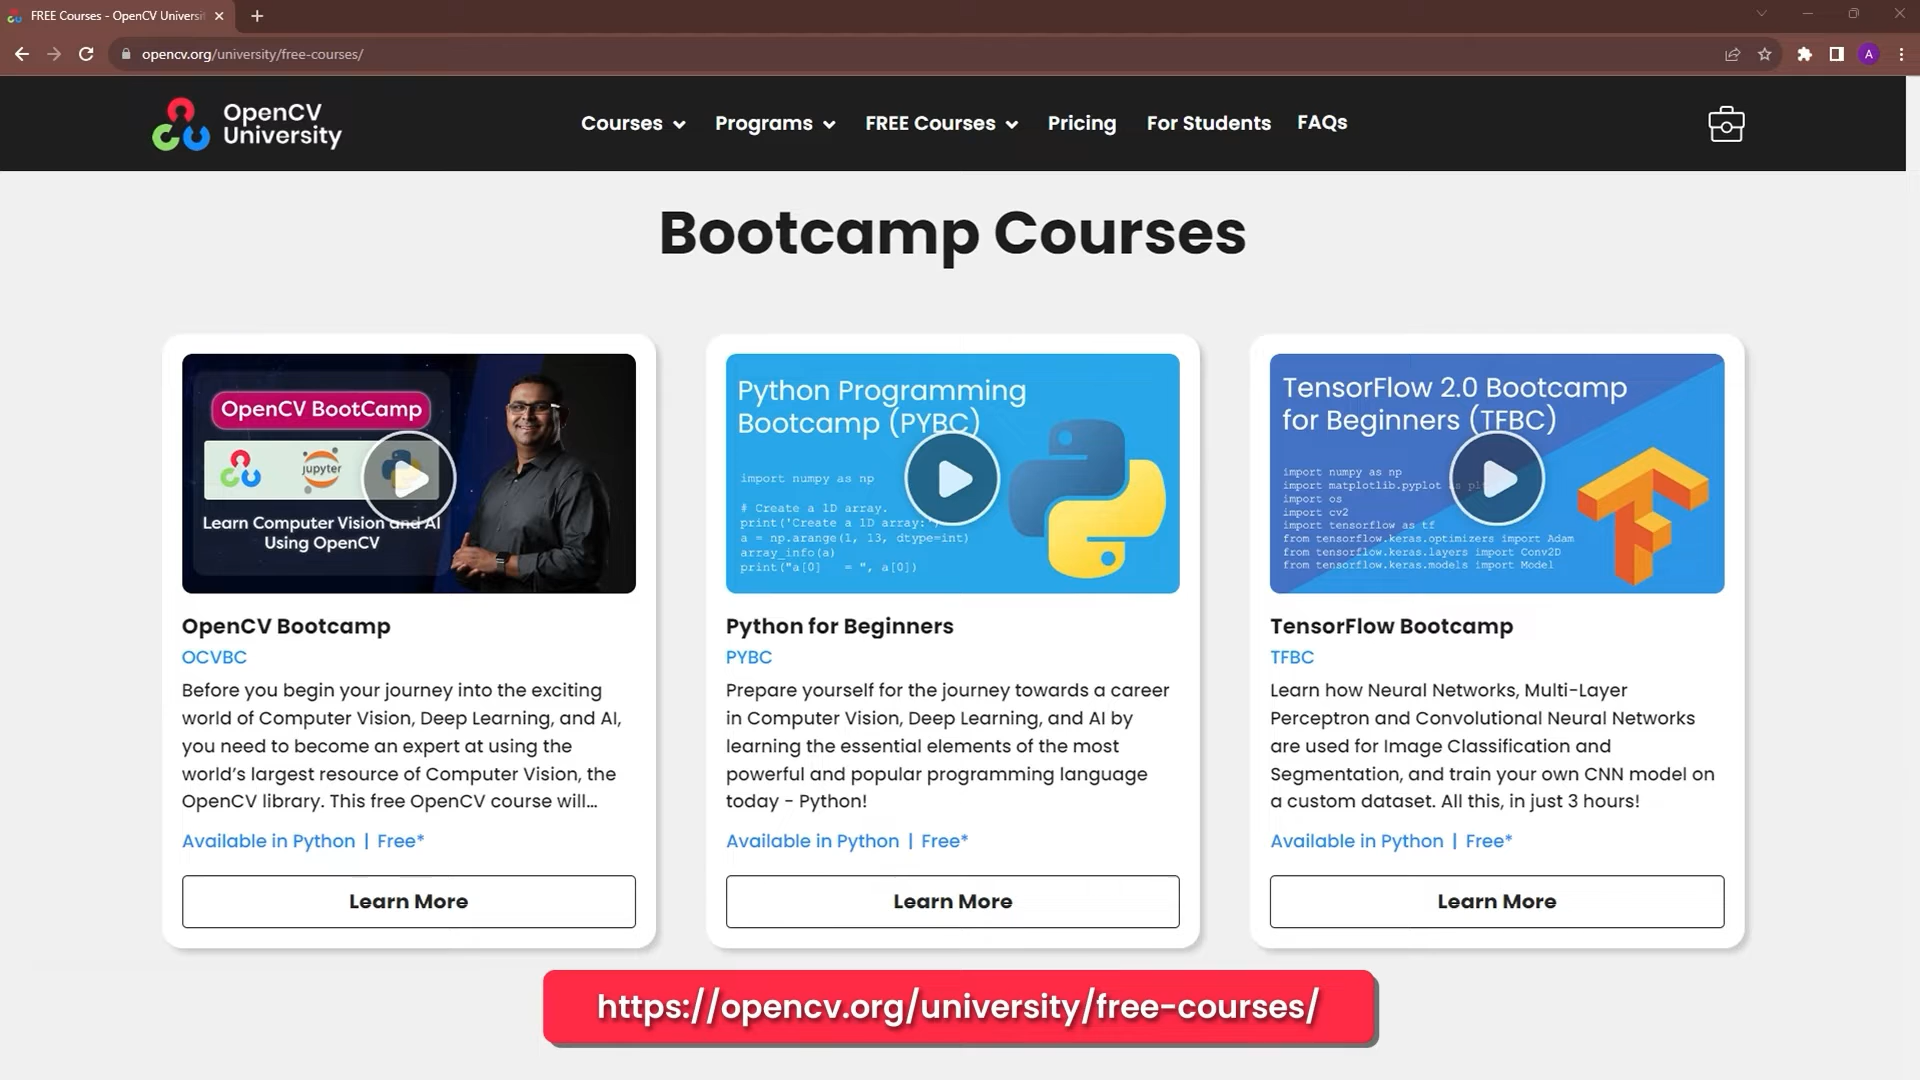 FREE Courses - OpenCV Universi
opencv.org/university/free-courses/
A
OpenCV
University
Courses
Programs
FREE Courses
Pricing
For Students
FAQs
Bootcamp Courses
OpenCV BootCamp
jupyter
Learn Computer Vision and AI
Using OpenCV
OpenCV Bootcamp
OCVBC
Before you begin your journey into the exciting
world of Computer Vision, Deep Learning, and AI,
you need to become an expert at using the
world’s largest resource of Computer Vision, the
OpenCV library. This free OpenCV course will...
Available in Python | Free*
Learn More
Python Programming
Bootcamp (PYBC)
import numpy as np
# Create a 1D array.
print('Create a 1D array:')
a = np.arange(1, 13, dtype=int)
array_info(a)
print("a[0] = ", a[0])
Python for Beginners
PYBC
Prepare yourself for the journey towards a career
in Computer Vision, Deep Learning, and AI by
learning the essential elements of the most
powerful and popular programming language
today - Python!
Available in Python | Free*
Learn More
TensorFlow 2.0 Bootcamp
for Beginners (TFBC)
import numpy as np
import matplotlib.pyplot as plt
import os
import cv2
import tensorflow as tf
from tensorflow.keras.optimizers import Adam
from tensorflow.keras.layers import Conv2D
from tensorflow.keras.models import Model
TensorFlow Bootcamp
TFBC
Learn how Neural Networks, Multi-Layer
Perceptron and Convolutional Neural Networks
are used for Image Classification and
Segmentation, and train your own CNN model on
a custom dataset. All this, in just 3 hours!
Available in Python | Free*
Learn More
https://opencv.org/university/free-courses/